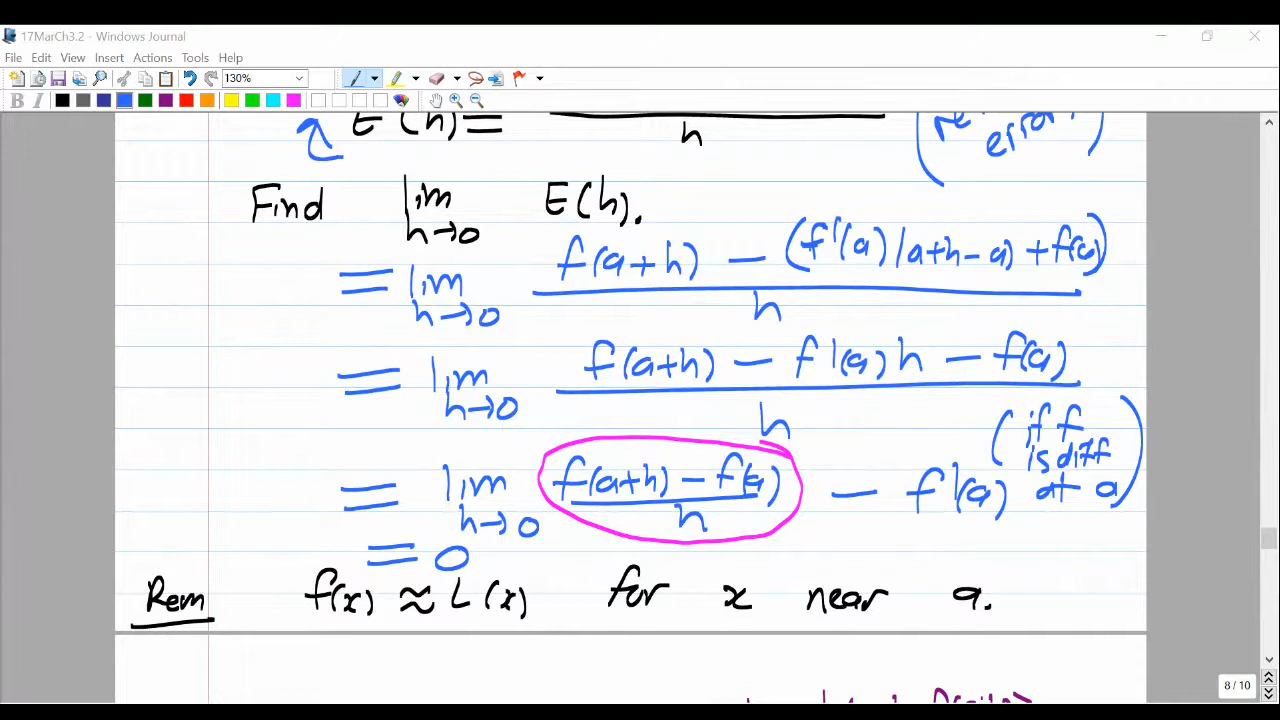 17MarCh3.2 - Windows Journal
File Edit View Insert Actions Tools Help
130%
B I
E(h) =
h
error
Find lim h→0 E(h).
= lim h→0 f(a+h) - (f'(a)(a+h-a) + f(a)) / h
= lim h→0 f(a+h) - f'(a)h - f(a) / h
= lim h→0 f(a+h) - f(a) / h - f'(a) (if f is diff at a)
= 0
Rem f(x) ≈ L(x) for x near a.
8 / 10